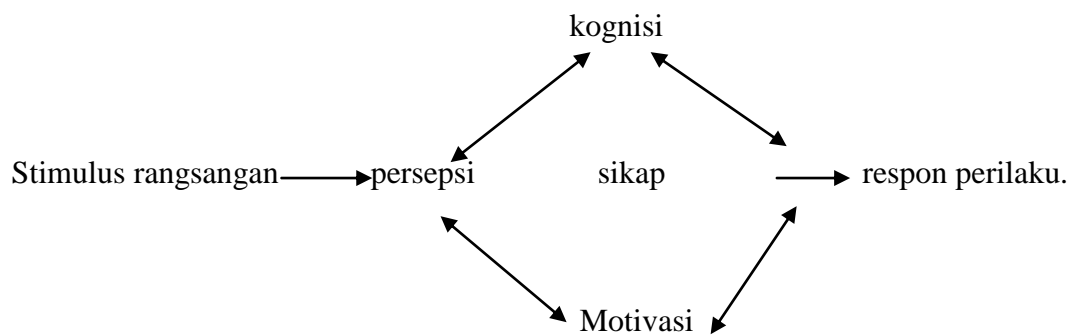 kognisi
Stimulus rangsangan persepsi sikap respon perilaku.
Motivasi